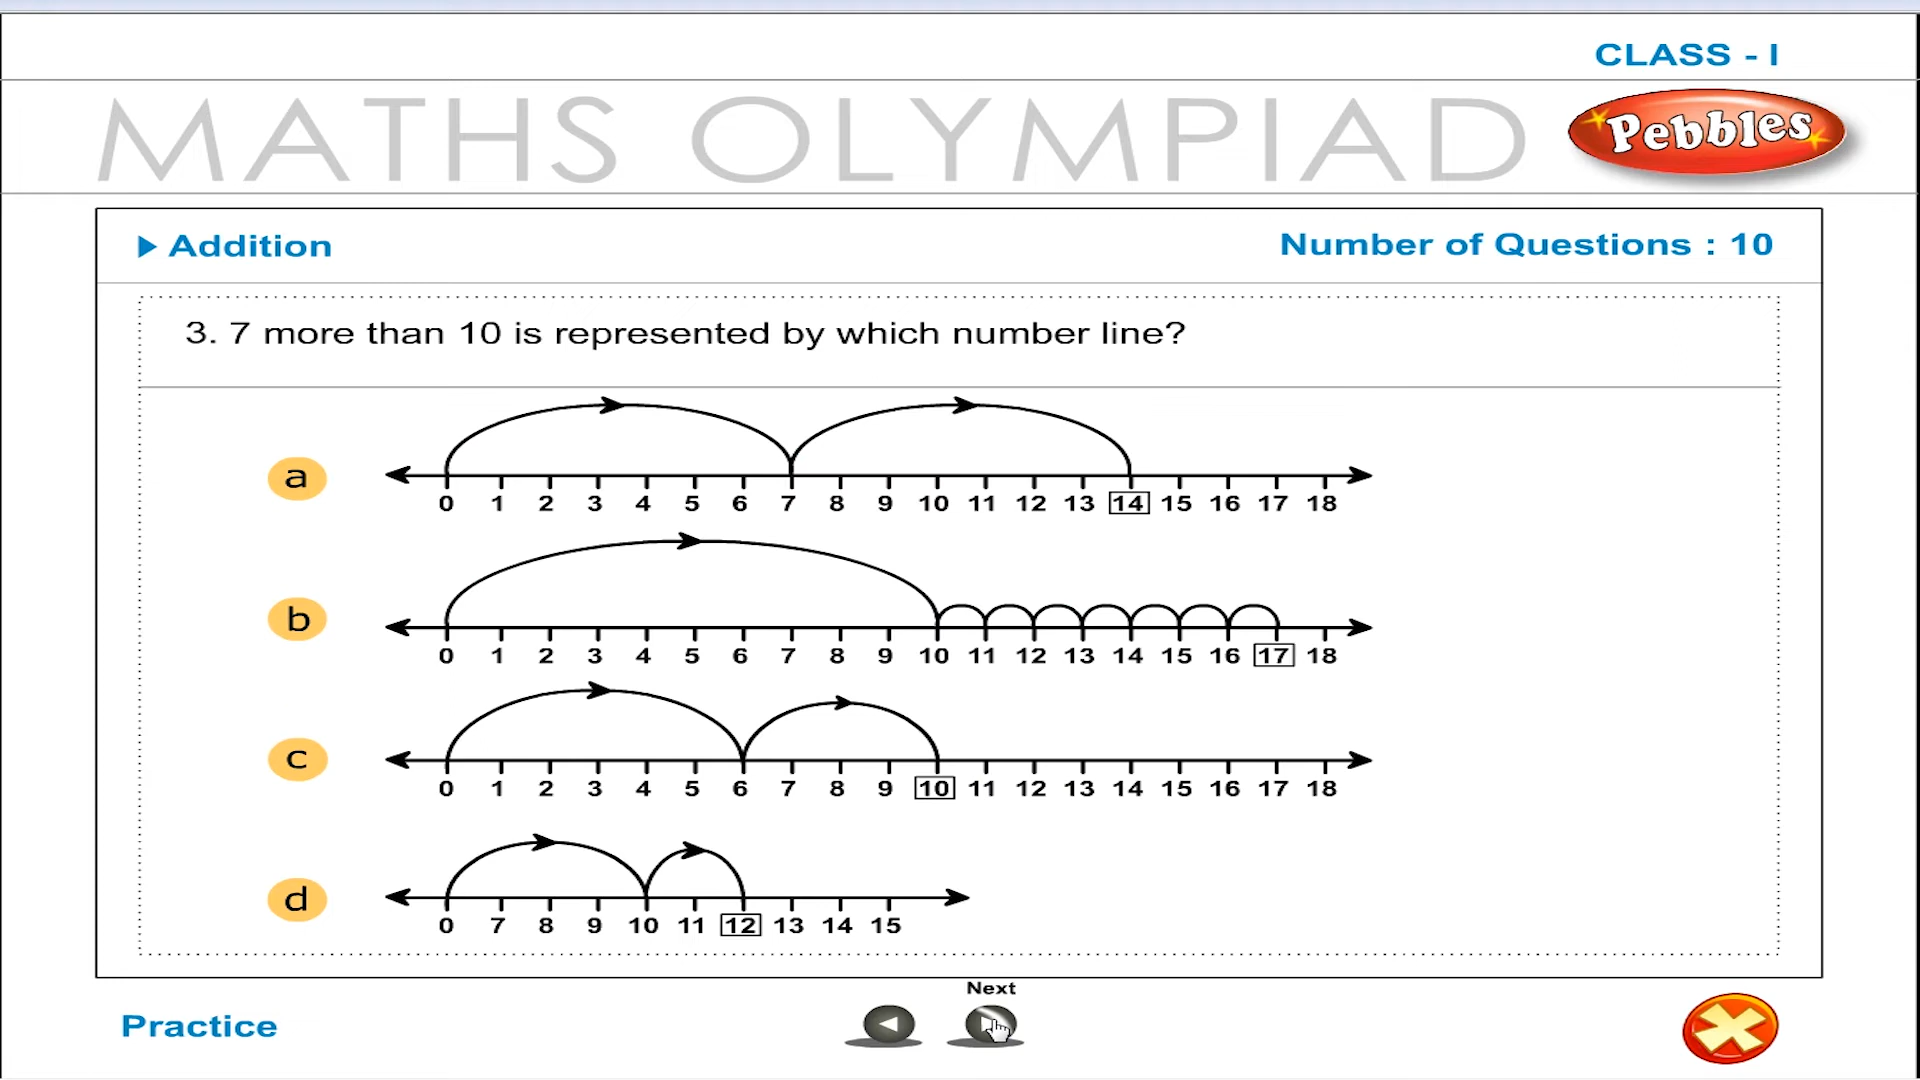 CLASS - I
MATHS OLYMPIAD
Pebbles
Addition
Number of Questions : 10
3. 7 more than 10 is represented by which number line?
a
0 1 2 3 4 5 6 7 8 9 10 11 12 13 14 15 16 17 18
b
0 1 2 3 4 5 6 7 8 9 10 11 12 13 14 15 16 17 18
c
0 1 2 3 4 5 6 7 8 9 10 11 12 13 14 15 16 17 18
d
0 7 8 9 10 11 12 13 14 15
Next
Practice